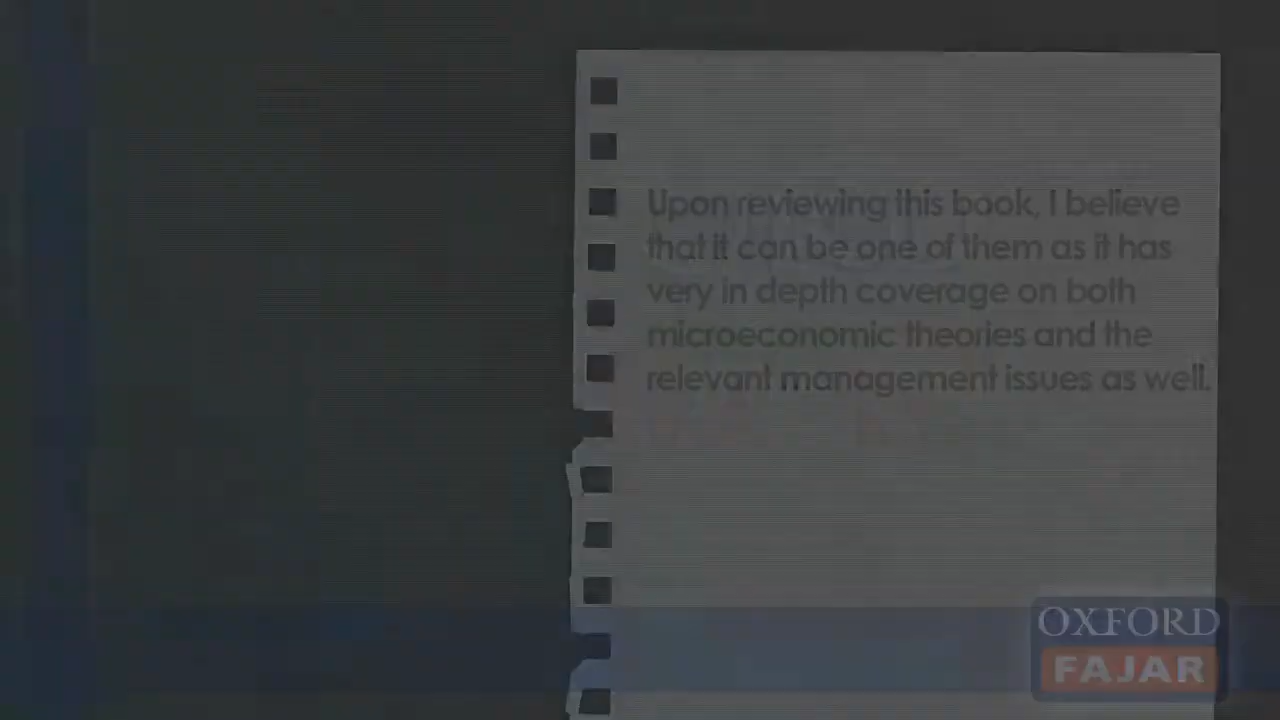 Upon reviewing this book, I believe
that it can be one of them as it has
very in depth coverage on both
microeconomic theories and the
relevant management issues as well.
OXFORD
FAJAR